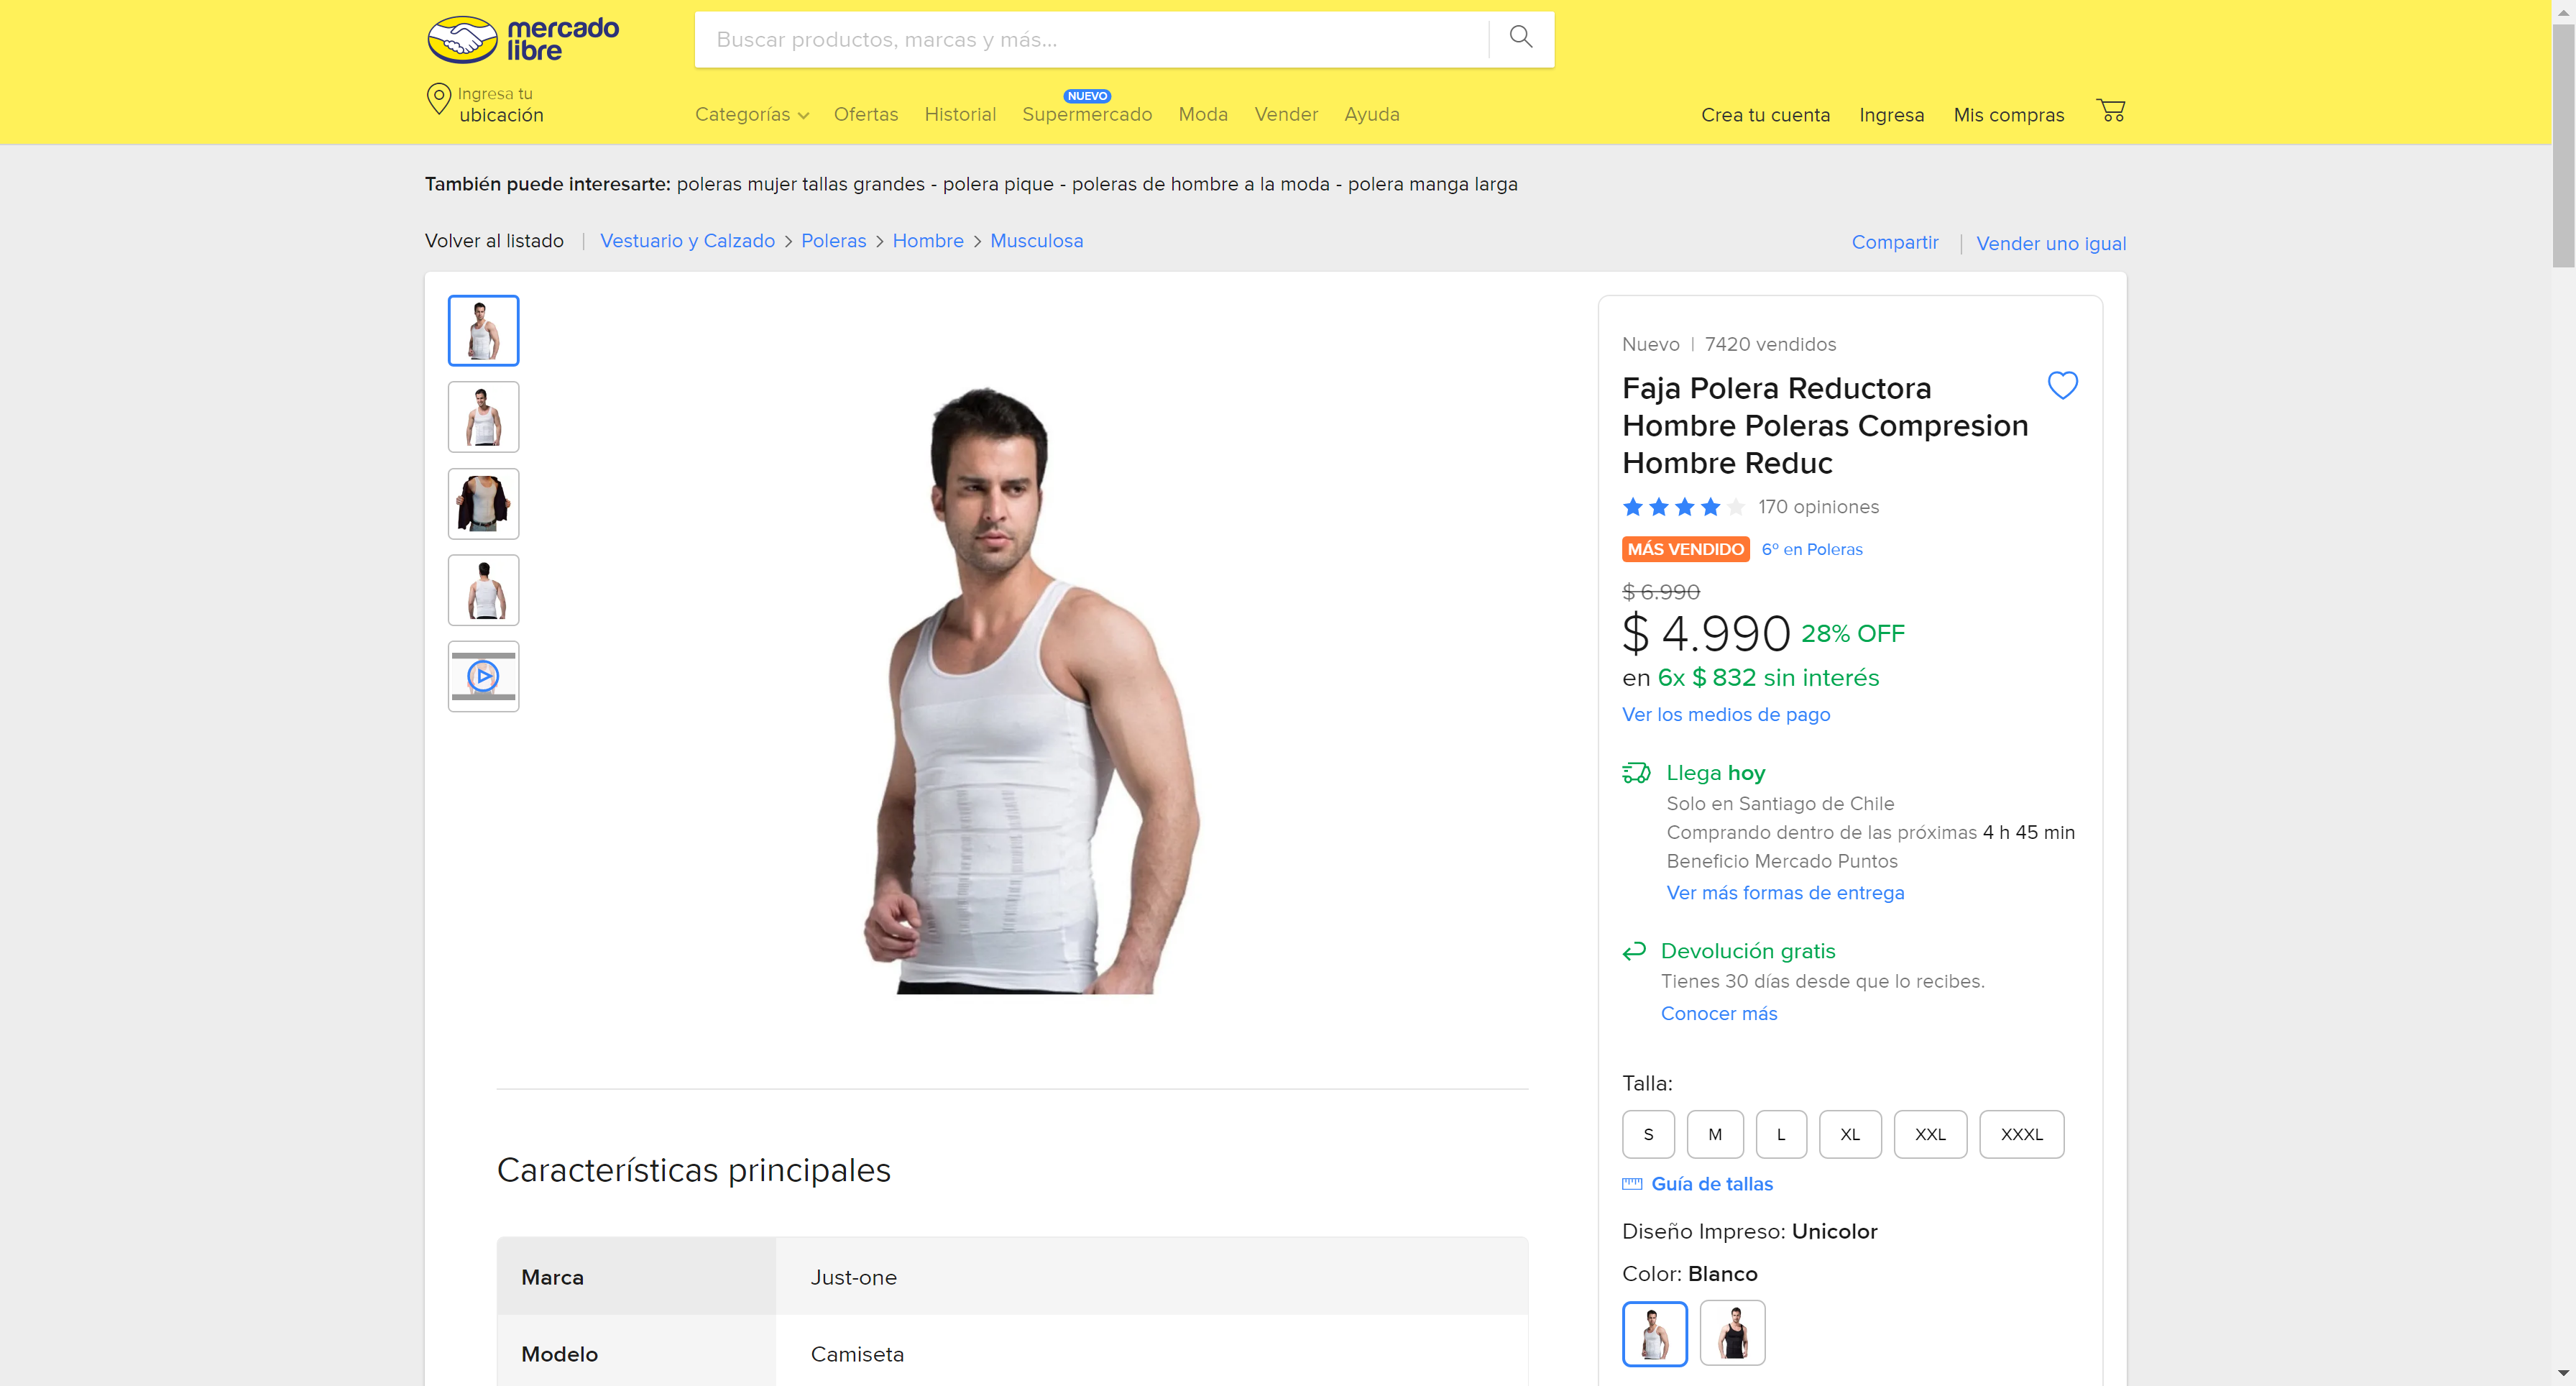 mercado
libre
Buscar productos, marcas y más...
Ingresa tu
ubicación
Categorías
Ofertas
Historial
NUEVO
Supermercado
Moda
Vender
Ayuda
Crea tu cuenta
Ingresa
Mis compras
También puede interesarte: poleras mujer tallas grandes - polera pique - poleras de hombre a la moda - polera manga larga
Volver al listado | Vestuario y Calzado > Poleras > Hombre > Musculosa
Compartir | Vender uno igual
Nuevo | 7420 vendidos
Faja Polera Reductora
Hombre Poleras Compresion
Hombre Reduc
170 opiniones
MÁS VENDIDO 6º en Poleras
$ 6.990
$ 4.990 28% OFF
en 6x $ 832 sin interés
Ver los medios de pago
Llega hoy
Solo en Santiago de Chile
Comprando dentro de las próximas 4 h 45 min
Beneficio Mercado Puntos
Ver más formas de entrega
Devolución gratis
Tienes 30 días desde que lo recibes.
Conocer más
Talla:
S M L XL XXL XXXL
Guía de tallas
Diseño Impreso: Unicolor
Color: Blanco
Características principales
Marca Just-one
Modelo Camiseta